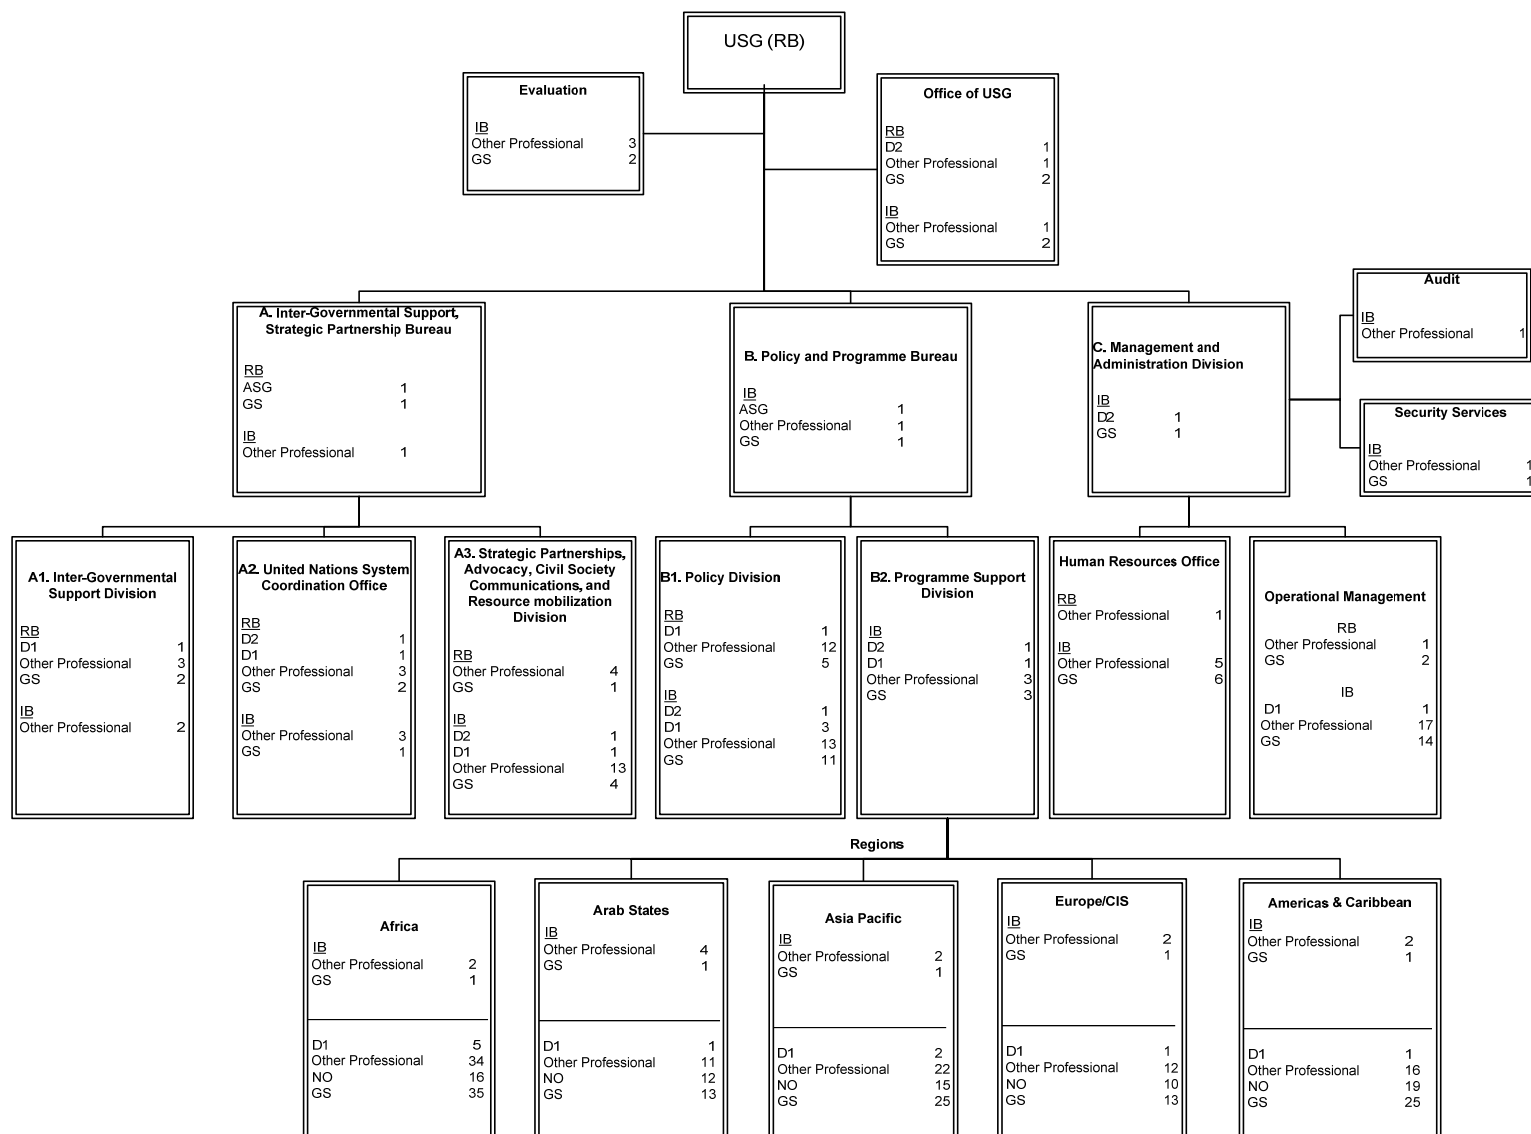 USG (RB)
Evaluation
IB
Other Professional 3
GS 2
Office of USG
RB
D2 1
Other Professional 1
GS 2
IB
Other Professional 1
GS 2
A. Inter-Governmental Support,
Strategic Partnership Bureau
RB
ASG 1
GS 1
IB
Other Professional 1
B. Policy and Programme Bureau
IB
ASG 1
Other Professional 1
GS 1
C. Management and
Administration Division
IB
D2 1
GS 1
Audit
IB
Other Professional 1
Security Services
IB
Other Professional 1
GS 1
A1. Inter-Governmental
Support Division
RB
D1 1
Other Professional 3
GS 2
IB
Other Professional 2
A2. United Nations System
Coordination Office
RB
D2 1
D1 1
Other Professional 3
GS 2
IB
Other Professional 3
GS 1
A3. Strategic Partnerships,
Advocacy, Civil Society
Communications, and
Resource mobilization
Division
RB
Other Professional 4
GS 1
IB
D2 1
D1 1
Other Professional 13
GS 4
B1. Policy Division
RB
D1 1
Other Professional 12
GS 5
IB
D2 1
D1 3
Other Professional 13
GS 11
B2. Programme Support
Division
IB
D2 1
D1 1
Other Professional 3
GS 3
Human Resources Office
RB
Other Professional 1
IB
Other Professional 5
GS 6
Operational Management
RB
Other Professional 1
GS 2
IB
D1 1
Other Professional 17
GS 14
Regions
Africa
IB
Other Professional 2
GS 1
D1 5
Other Professional 34
NO 16
GS 35
Arab States
IB
Other Professional 4
GS 1
D1 1
Other Professional 11
NO 12
GS 13
Asia Pacific
IB
Other Professional 2
GS 1
D1 2
Other Professional 22
NO 15
GS 25
Europe/CIS
IB
Other Professional 2
GS 1
D1 1
Other Professional 12
NO 10
GS 13
Americas & Caribbean
IB
Other Professional 2
GS 1
D1 1
Other Professional 16
NO 19
GS 25